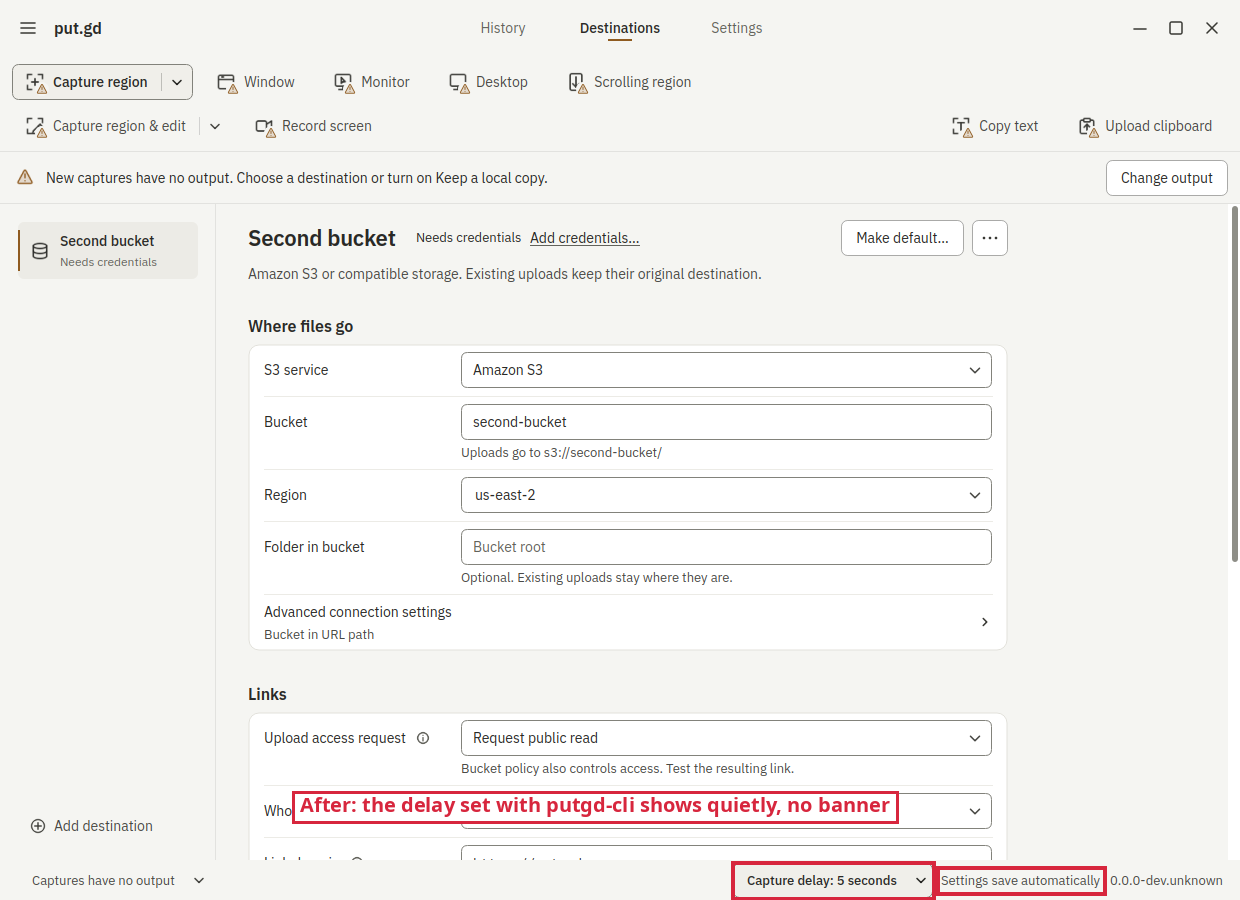 put.gd
History
Destinations
Settings
Capture region
Window
Monitor
Desktop
Scrolling region
Capture region & edit
Record screen
Copy text
Upload clipboard
New captures have no output. Choose a destination or turn on Keep a local copy.
Change output
Second bucket
Needs credentials
Second bucket
Needs credentials
Add credentials...
Make default...
Amazon S3 or compatible storage. Existing uploads keep their original destination.
Where files go
S3 service
Amazon S3
Bucket
second-bucket
Uploads go to s3://second-bucket/
Region
us-east-2
Folder in bucket
Bucket root
Optional. Existing uploads stay where they are.
Advanced connection settings
Bucket in URL path
Links
Upload access request
Request public read
Bucket policy also controls access. Test the resulting link.
After: the delay set with putgd-cli shows quietly, no banner
Add destination
Captures have no output
Capture delay: 5 seconds
Settings save automatically
0.0.0-dev.unknown